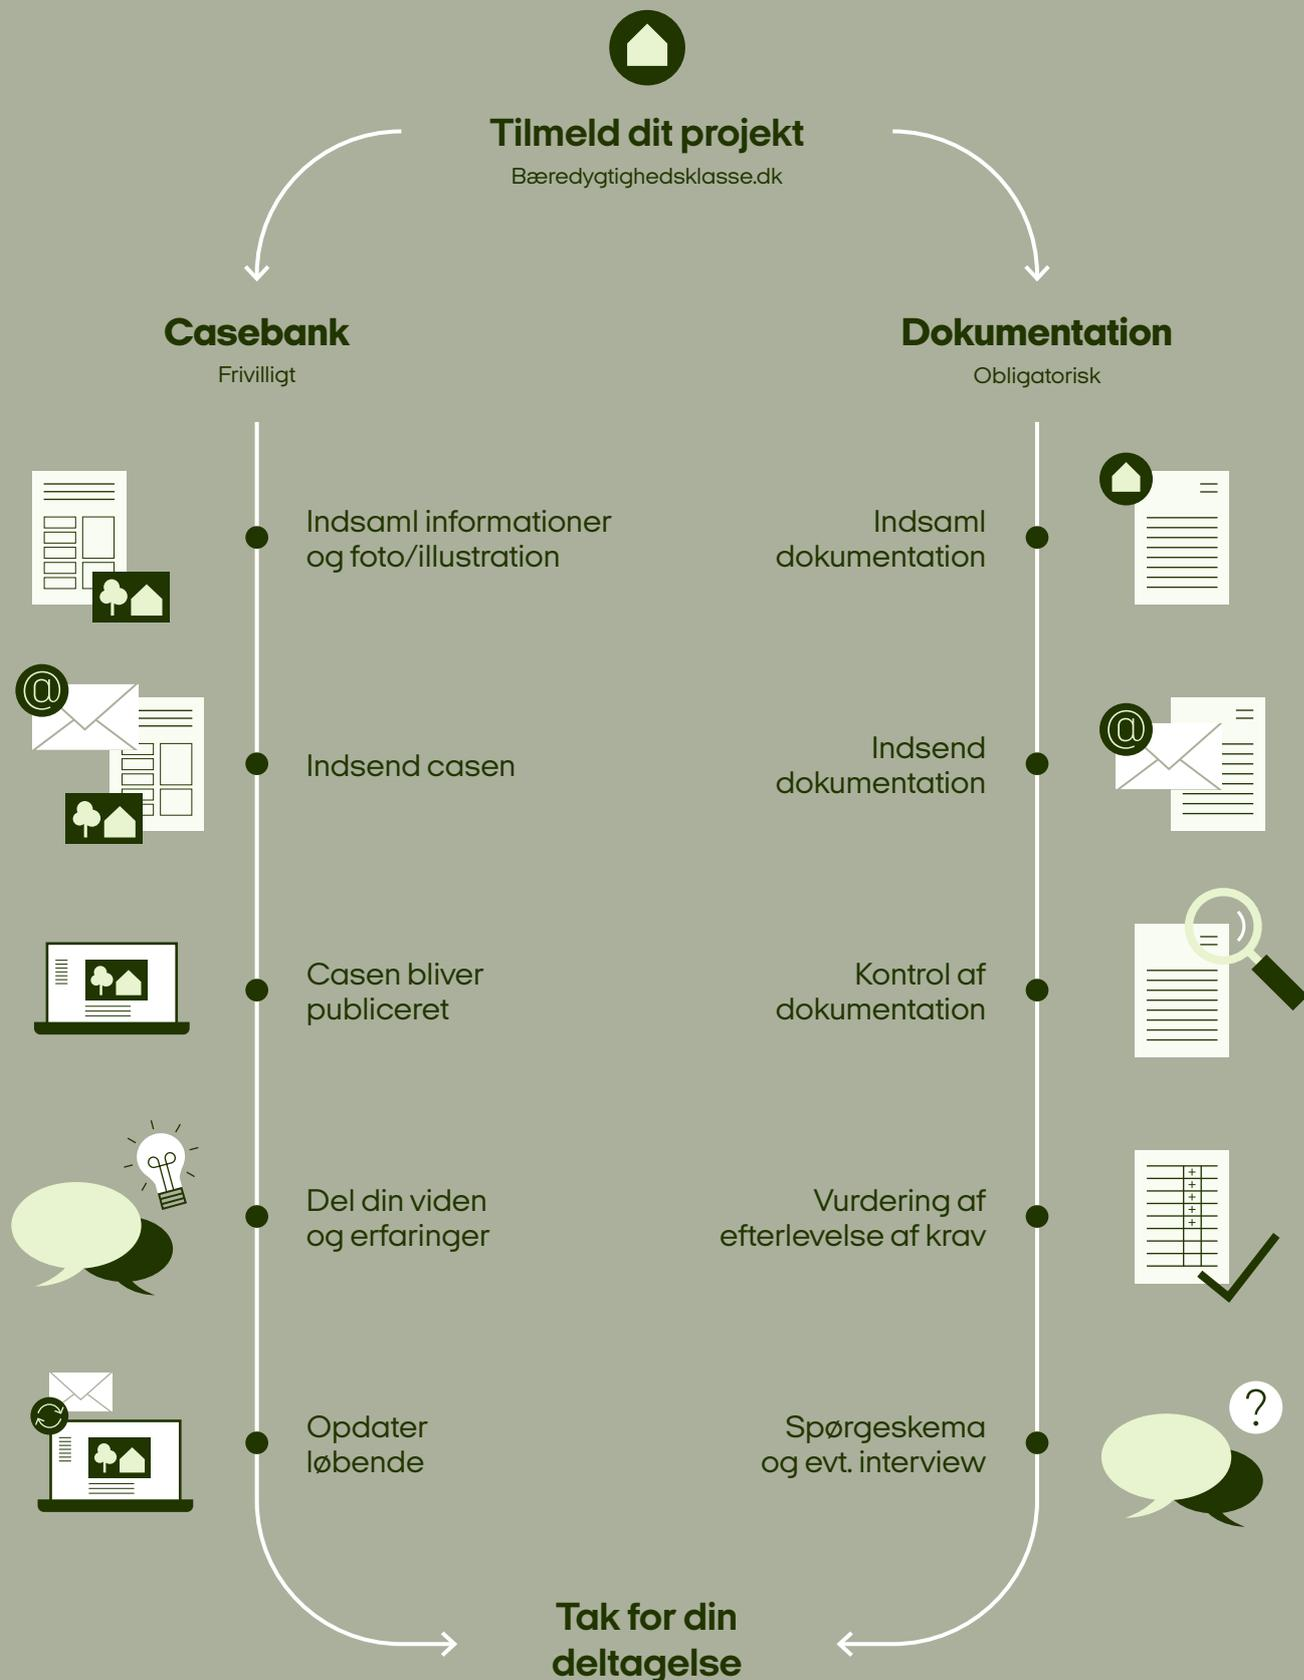 Tilmeld dit projekt
Bæredygtighedsklasse.dk
Casebank
Frivilligt
Indsaml informationer
og foto/illustration
@
Indsend casen
Casen bliver
publiceret
Del din viden
og erfaringer
Opdater
løbende
Dokumentation
Obligatorisk
Indsaml
dokumentation
Indsend
dokumentation
@
Kontrol af
dokumentation
Vurdering af
efterlevelse af krav
+
+
+
+
+
Spørgeskema
og evt. interview
?
Tak for din
deltagelse